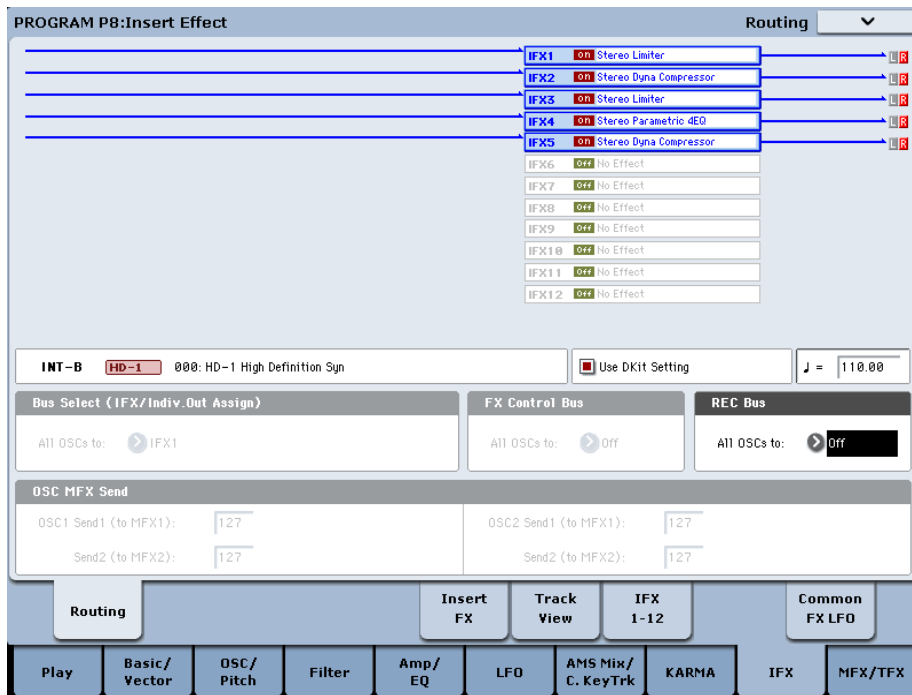 PROGRAM P8:Insert Effect Routing
IFX1 On Stereo Limiter L R
IFX2 On Stereo Dyna Compressor L R
IFX3 On Stereo Limiter L R
IFX4 On Stereo Parametric 4EQ L R
IFX5 On Stereo Dyna Compressor L R
IFX6 Off No Effect
IFX7 Off No Effect
IFX8 Off No Effect
IFX9 Off No Effect
IFX10 Off No Effect
IFX11 Off No Effect
IFX12 Off No Effect
INT-B HD-1 000: HD-1 High Definition Syn Use DKit Setting ♩ = 110.00
Bus Select (IFX/Indiv.Out Assign) FX Control Bus REC Bus
All OSCs to: IFX1 All OSCs to: Off All OSCs to: Off
OSC MFX Send
OSC1 Send1 (to MFX1): 127 OSC2 Send1 (to MFX1): 127
Send2 (to MFX2): 127 Send2 (to MFX2): 127
Routing Insert FX Track View IFX 1-12 Common FX LFO
Play Basic/Vector OSC/Pitch Filter Amp/EQ LFO AMS Mix/C. KeyTrk KARMA IFX MFX/TFX